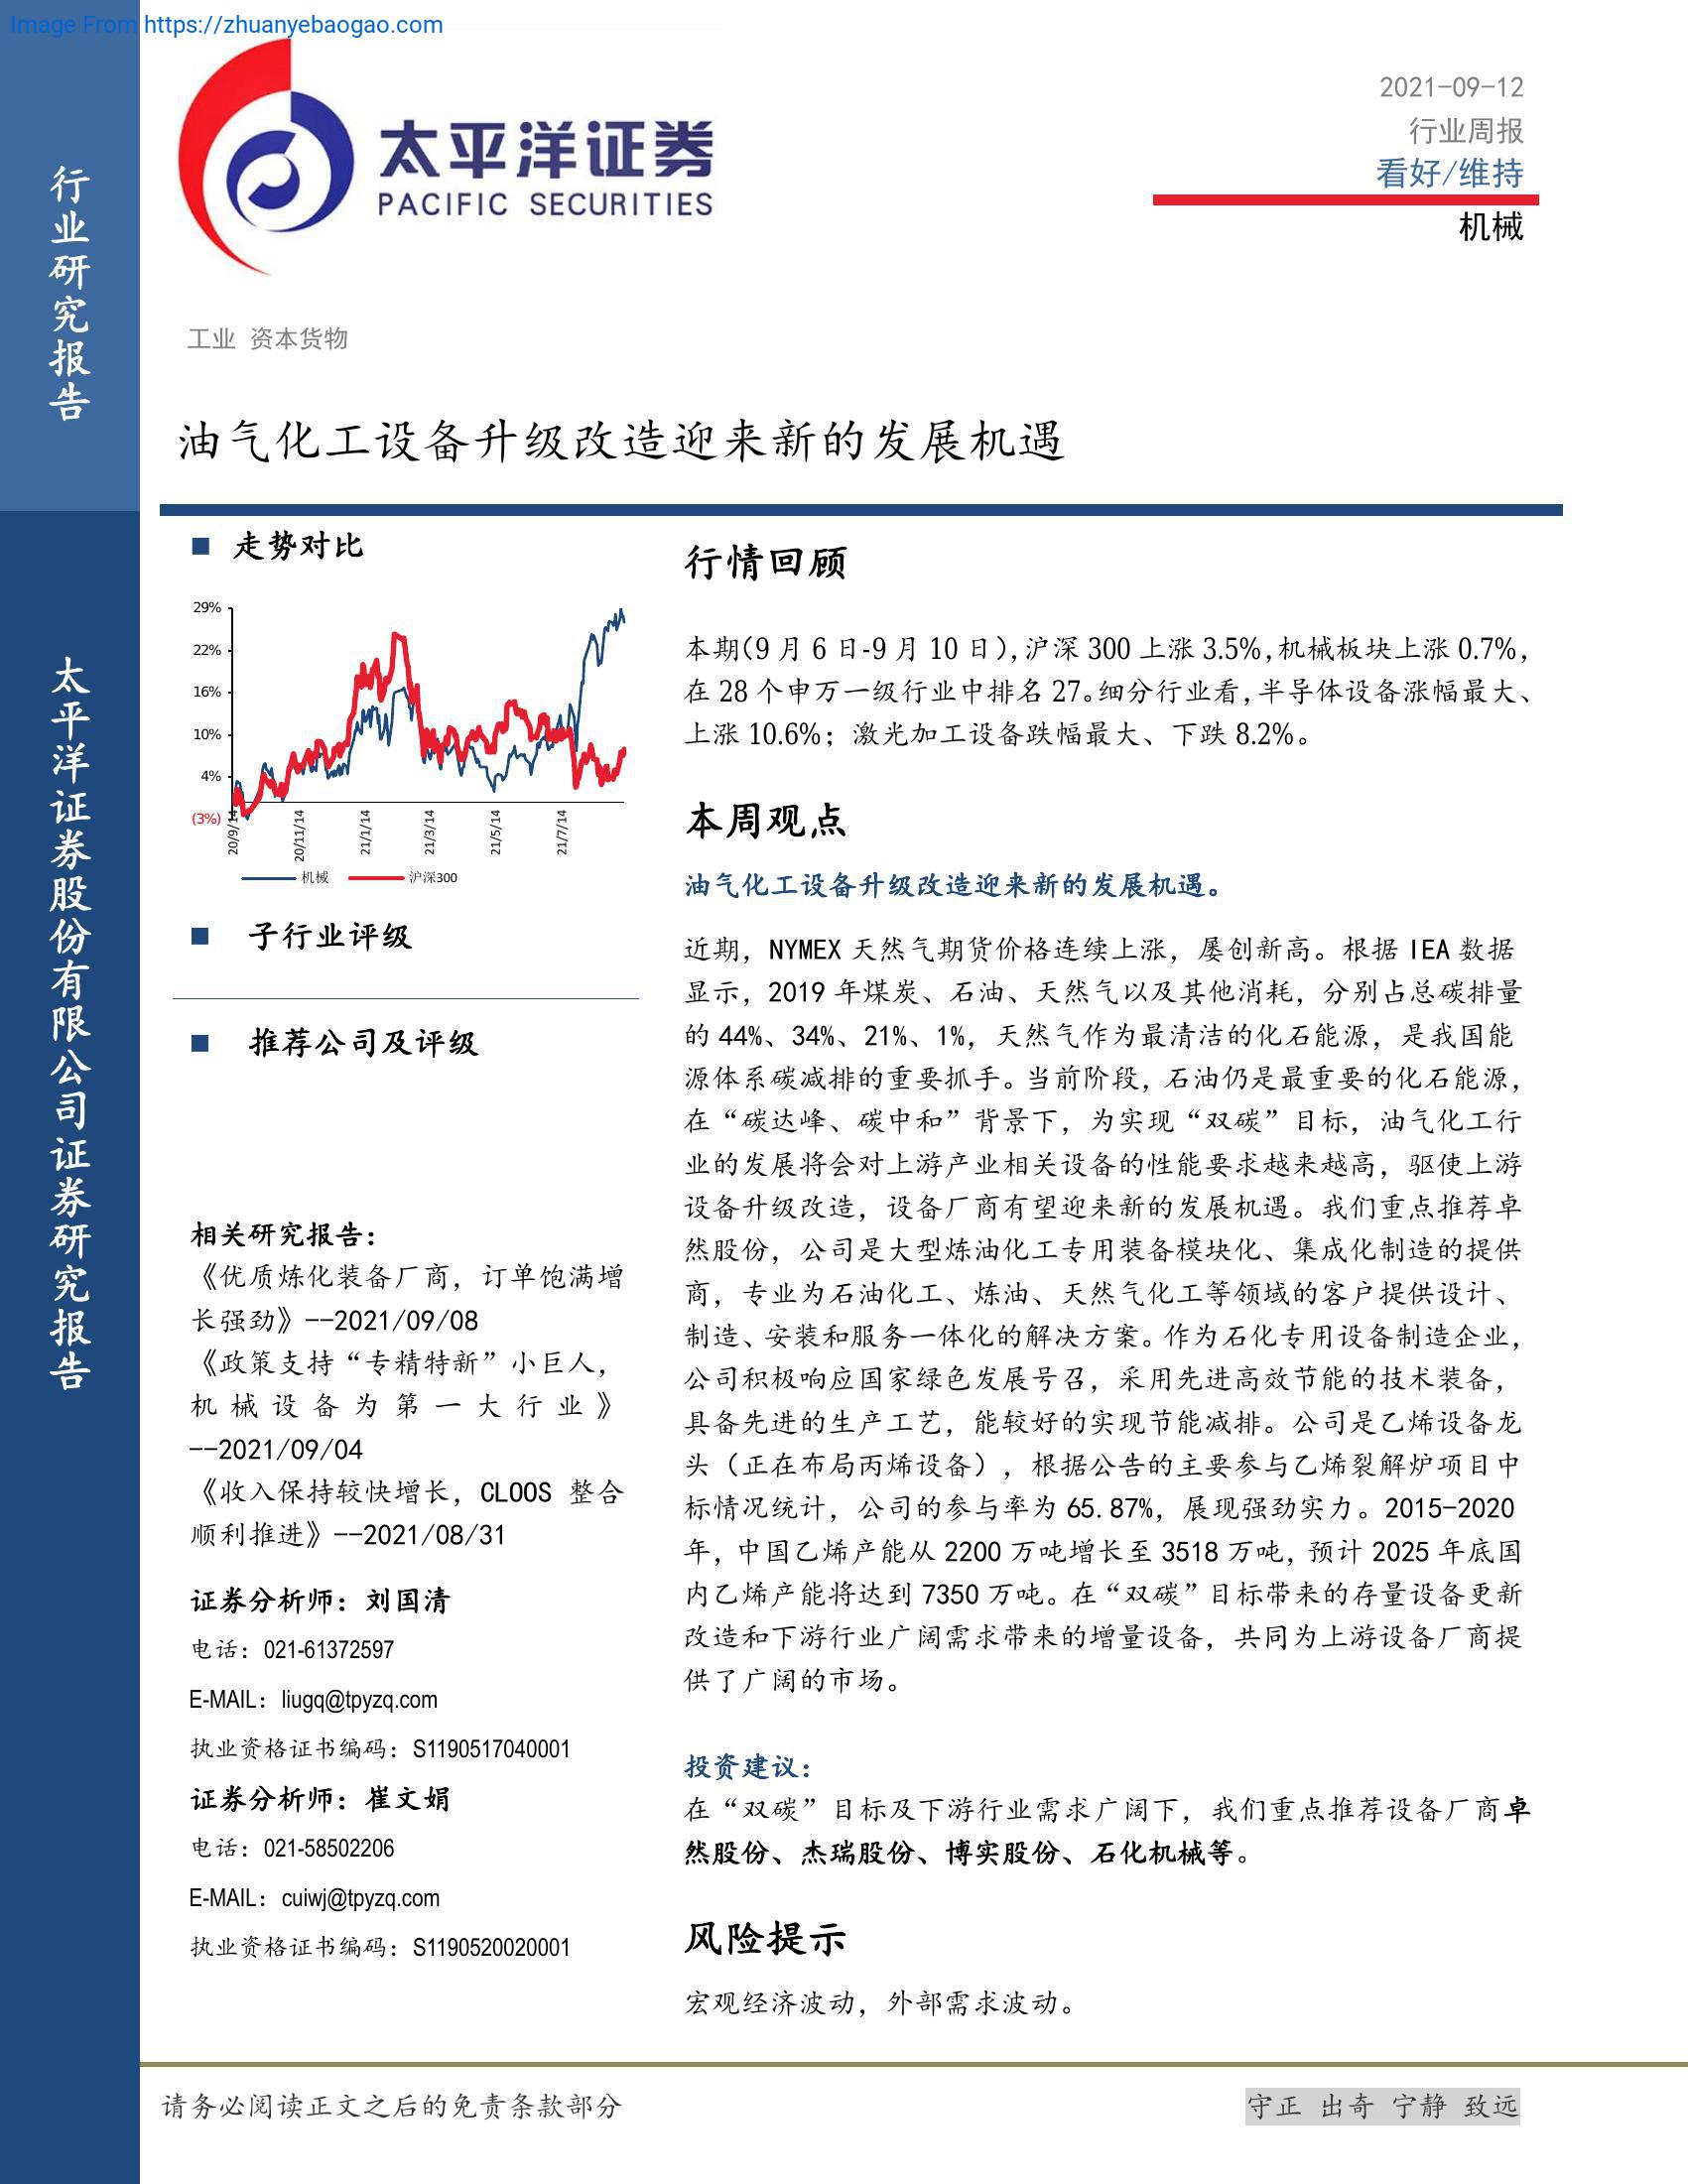 Image From https://zhuanyebaogao.com
行业研究报告
太平洋证券股份有限公司证券研究报告
太平洋证券
PACIFIC SECURITIES
2021-09-12
行业周报
看好/维持
机械
工业 资本货物
油气化工设备升级改造迎来新的发展机遇
■ 走势对比
29%
22%
16%
10%
4%
(3%)
20/9/14
20/11/14
21/1/14
21/3/14
21/5/14
21/7/14
机械
沪深300
■ 子行业评级
■ 推荐公司及评级
相关研究报告：
《优质炼化装备厂商，订单饱满增
长强劲》--2021/09/08
《政策支持“专精特新”小巨人，
机械设备为第一大行业》
--2021/09/04
《收入保持较快增长，CLOOS 整合
顺利推进》--2021/08/31
证券分析师：刘国清
电话：021-61372597
E-MAIL：liugq@tpyzq.com
执业资格证书编码：S1190517040001
证券分析师：崔文娟
电话：021-58502206
E-MAIL：cuiwj@tpyzq.com
执业资格证书编码：S1190520020001
行情回顾
本期（9 月 6 日-9 月 10 日），沪深 300 上涨 3.5%，机械板块上涨 0.7%，
在 28 个申万一级行业中排名 27。细分行业看，半导体设备涨幅最大、
上涨 10.6%；激光加工设备跌幅最大、下跌 8.2%。
本周观点
油气化工设备升级改造迎来新的发展机遇。
近期，NYMEX 天然气期货价格连续上涨，屡创新高。根据 IEA 数据
显示，2019 年煤炭、石油、天然气以及其他消耗，分别占总碳排量
的 44%、34%、21%、1%，天然气作为最清洁的化石能源，是我国能
源体系碳减排的重要抓手。当前阶段，石油仍是最重要的化石能源，
在“碳达峰、碳中和”背景下，为实现“双碳”目标，油气化工行
业的发展将会对上游产业相关设备的性能要求越来越高，驱使上游
设备升级改造，设备厂商有望迎来新的发展机遇。我们重点推荐卓
然股份，公司是大型炼油化工专用装备模块化、集成化制造的提供
商，专业为石油化工、炼油、天然气化工等领域的客户提供设计、
制造、安装和服务一体化的解决方案。作为石化专用设备制造企业，
公司积极响应国家绿色发展号召，采用先进高效节能的技术装备，
具备先进的生产工艺，能较好的实现节能减排。公司是乙烯设备龙
头（正在布局丙烯设备），根据公告的主要参与乙烯裂解炉项目中
标情况统计，公司的参与率为 65.87%，展现强劲实力。2015-2020
年，中国乙烯产能从 2200 万吨增长至 3518 万吨，预计 2025 年底国
内乙烯产能将达到 7350 万吨。在“双碳”目标带来的存量设备更新
改造和下游行业广阔需求带来的增量设备，共同为上游设备厂商提
供了广阔的市场。
投资建议：
在“双碳”目标及下游行业需求广阔下，我们重点推荐设备厂商卓
然股份、杰瑞股份、博实股份、石化机械等。
风险提示
宏观经济波动，外部需求波动。
请务必阅读正文之后的免责条款部分
守正 出奇 宁静 致远